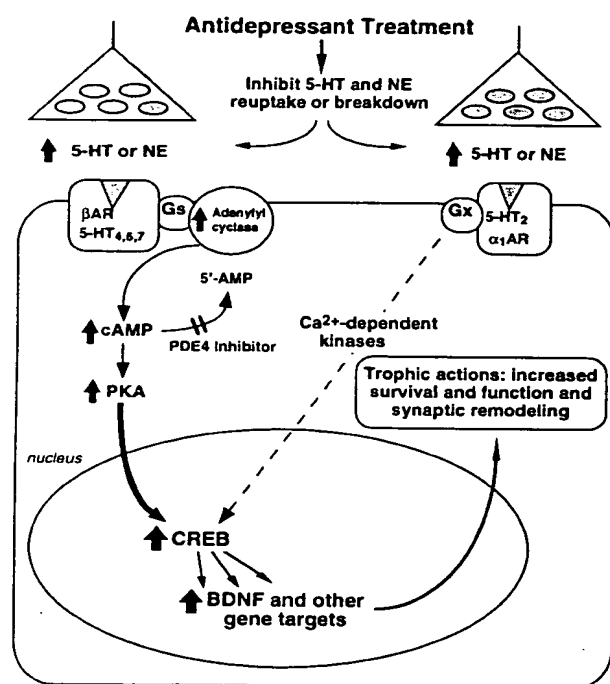 Antidepressant Treatment
Inhibit 5-HT and NE
reuptake or breakdown
5-HT or NE
5-HT or NE
βAR
5-HT4,6,7
Gs
Adenylyl
cyclase
Gx
5-HT2
α1AR
5'-AMP
cAMP
PDE4 Inhibitor
Ca2+-dependent
kinases
PKA
Trophic actions: increased
survival and function and
synaptic remodeling
nucleus
CREB
BDNF and other
gene targets